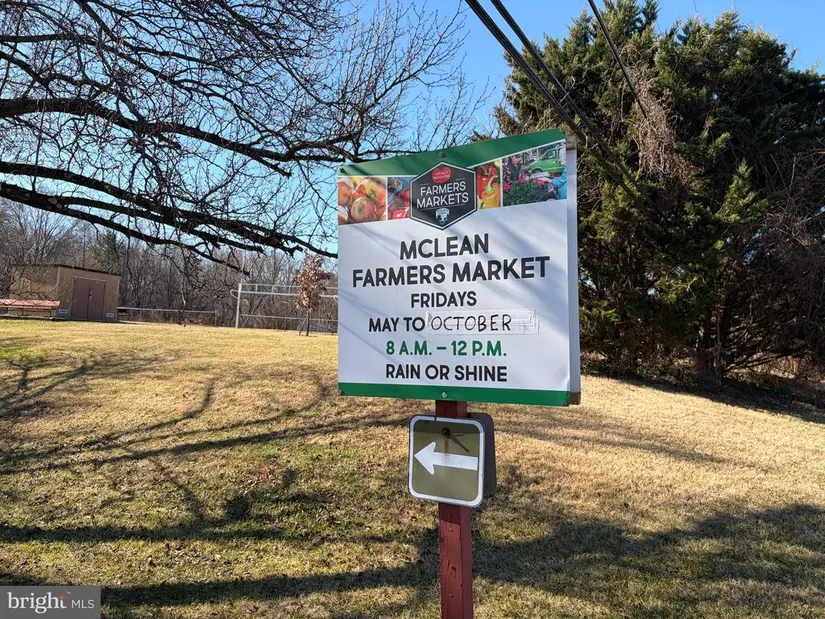 FARMERS
MARKETS
MCLEAN
FARMERS MARKET
FRIDAYS
MAY TO OCTOBER
8 A.M. – 12 P.M.
RAIN OR SHINE
bright MLS